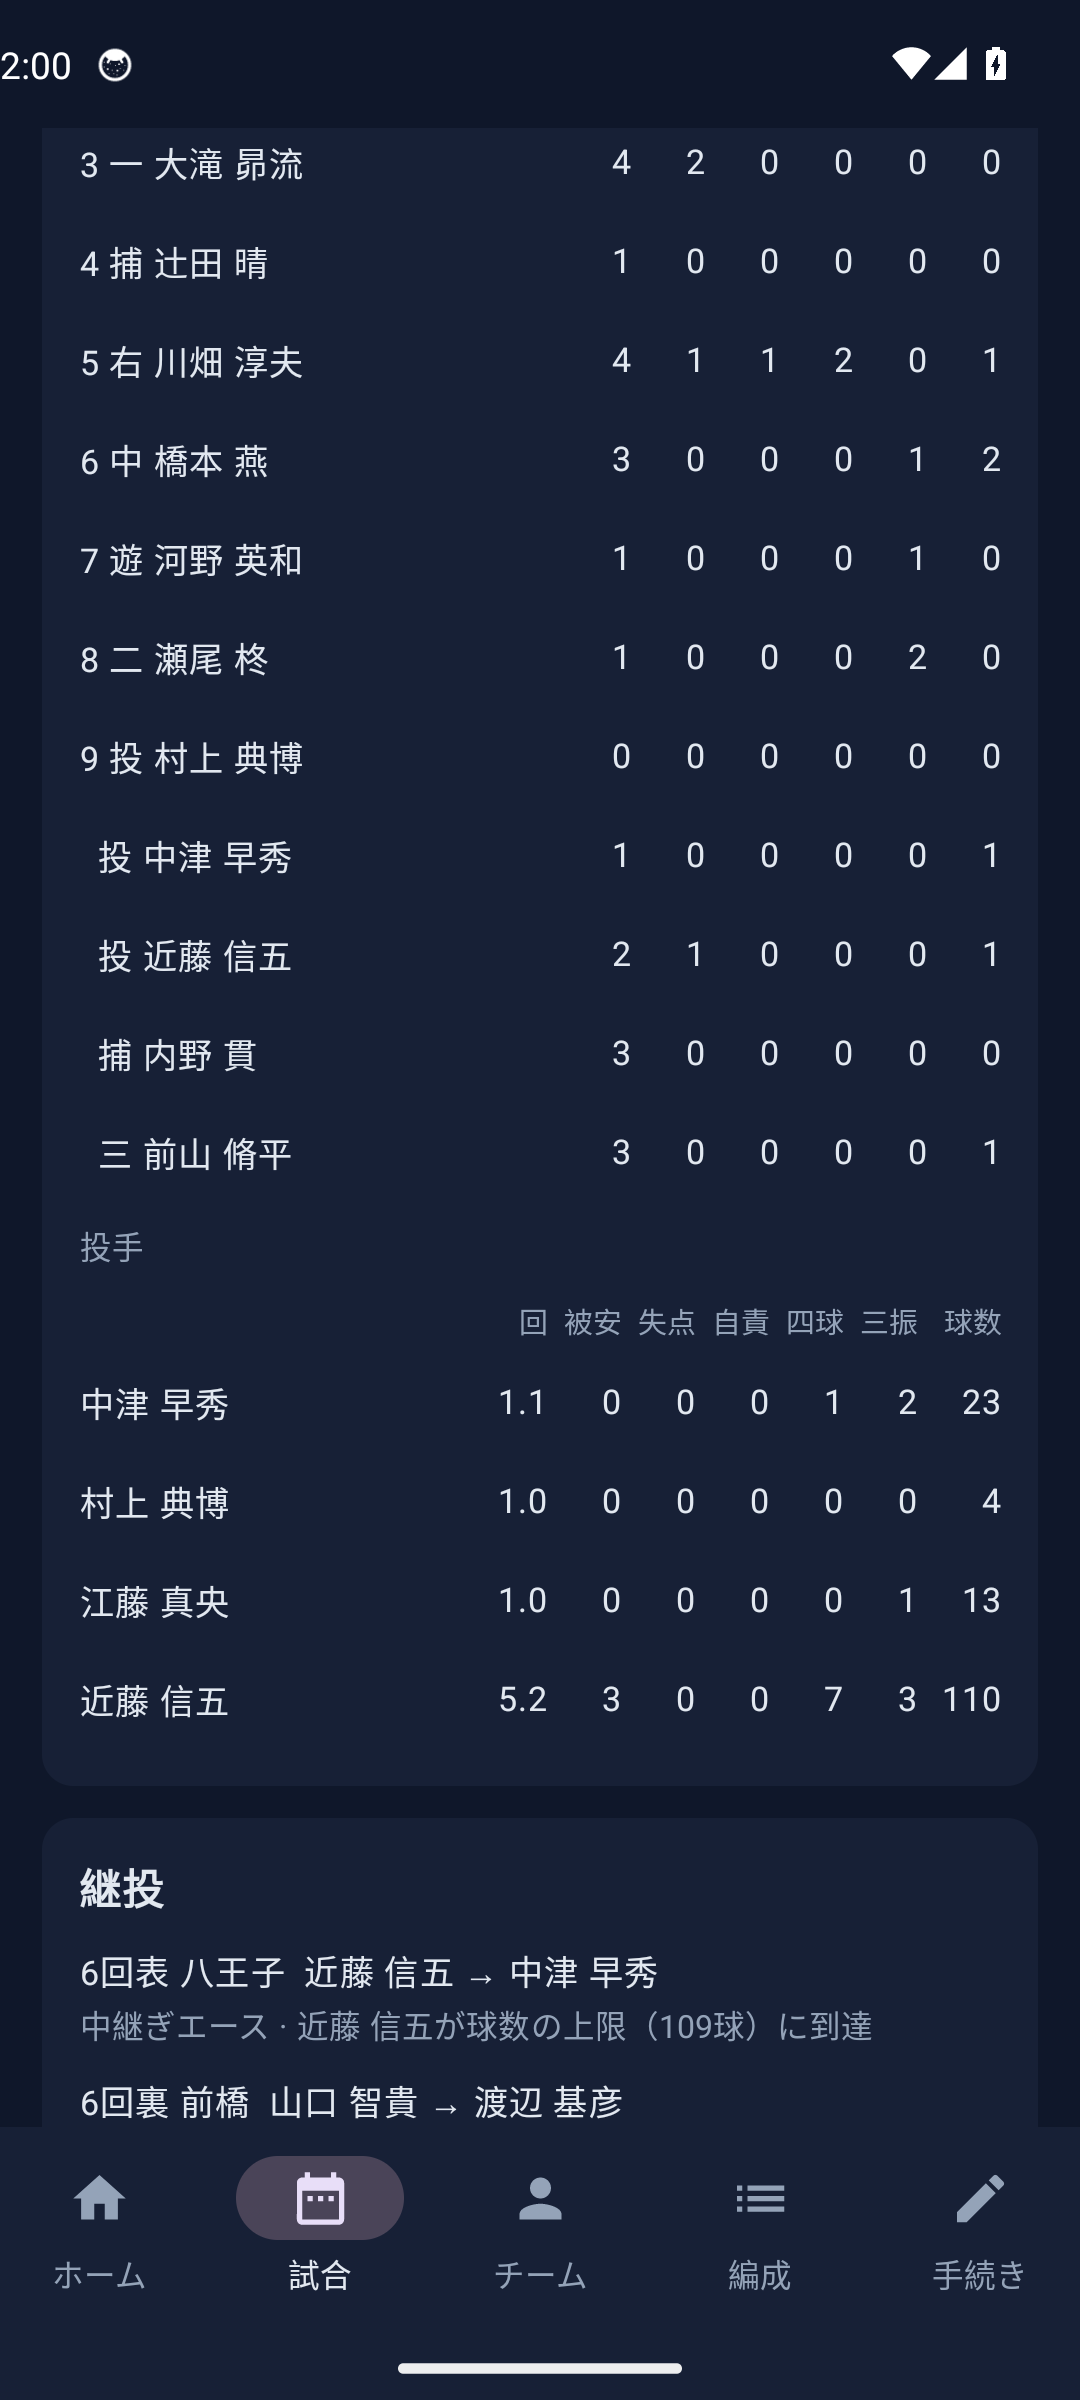 2:00
3 一 大滝 昴流 4 2 0 0 0 0
4 捕 辻田 晴 1 0 0 0 0 0
5 右 川畑 淳夫 4 1 1 2 0 1
6 中 橋本 燕 3 0 0 0 1 2
7 遊 河野 英和 1 0 0 0 1 0
8 二 瀬尾 柊 1 0 0 0 2 0
9 投 村上 典博 0 0 0 0 0 0
投 中津 早秀 1 0 0 0 0 1
投 近藤 信五 2 1 0 0 0 1
捕 内野 貫 3 0 0 0 0 0
三 前山 脩平 3 0 0 0 0 1
投手
回 被安 失点 自責 四球 三振 球数
中津 早秀 1.1 0 0 0 1 2 23
村上 典博 1.0 0 0 0 0 0 4
江藤 真央 1.0 0 0 0 0 1 13
近藤 信五 5.2 3 0 0 7 3 110
継投
6回表 八王子 近藤 信五 → 中津 早秀
中継ぎエース · 近藤 信五が球数の上限（109球）に到達
6回裏 前橋 山口 智貴 → 渡辺 基彦
ホーム 試合 チーム 編成 手続き